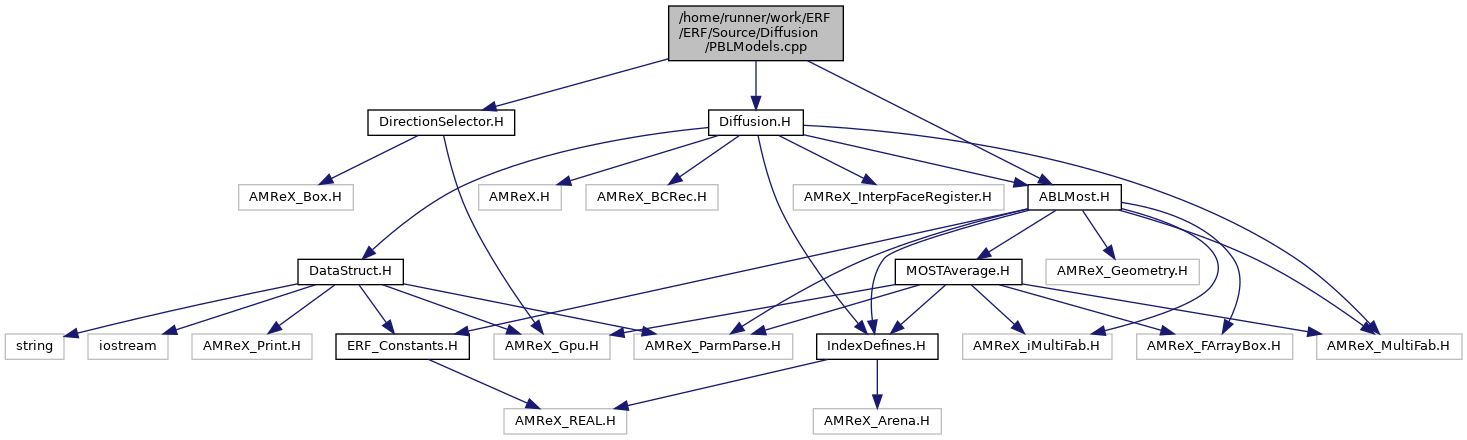 /home/runner/work/ERF
/ERF/Source/Diffusion
/PBLModels.cpp
DirectionSelector.H
Diffusion.H
AMReX_Box.H
AMReX.H
AMReX_BCRec.H
AMReX_InterpFaceRegister.H
ABLMost.H
DataStruct.H
MOSTAverage.H
AMReX_Geometry.H
string
iostream
AMReX_Print.H
ERF_Constants.H
AMReX_Gpu.H
AMReX_ParmParse.H
IndexDefines.H
AMReX_iMultiFab.H
AMReX_FArrayBox.H
AMReX_MultiFab.H
AMReX_REAL.H
AMReX_Arena.H